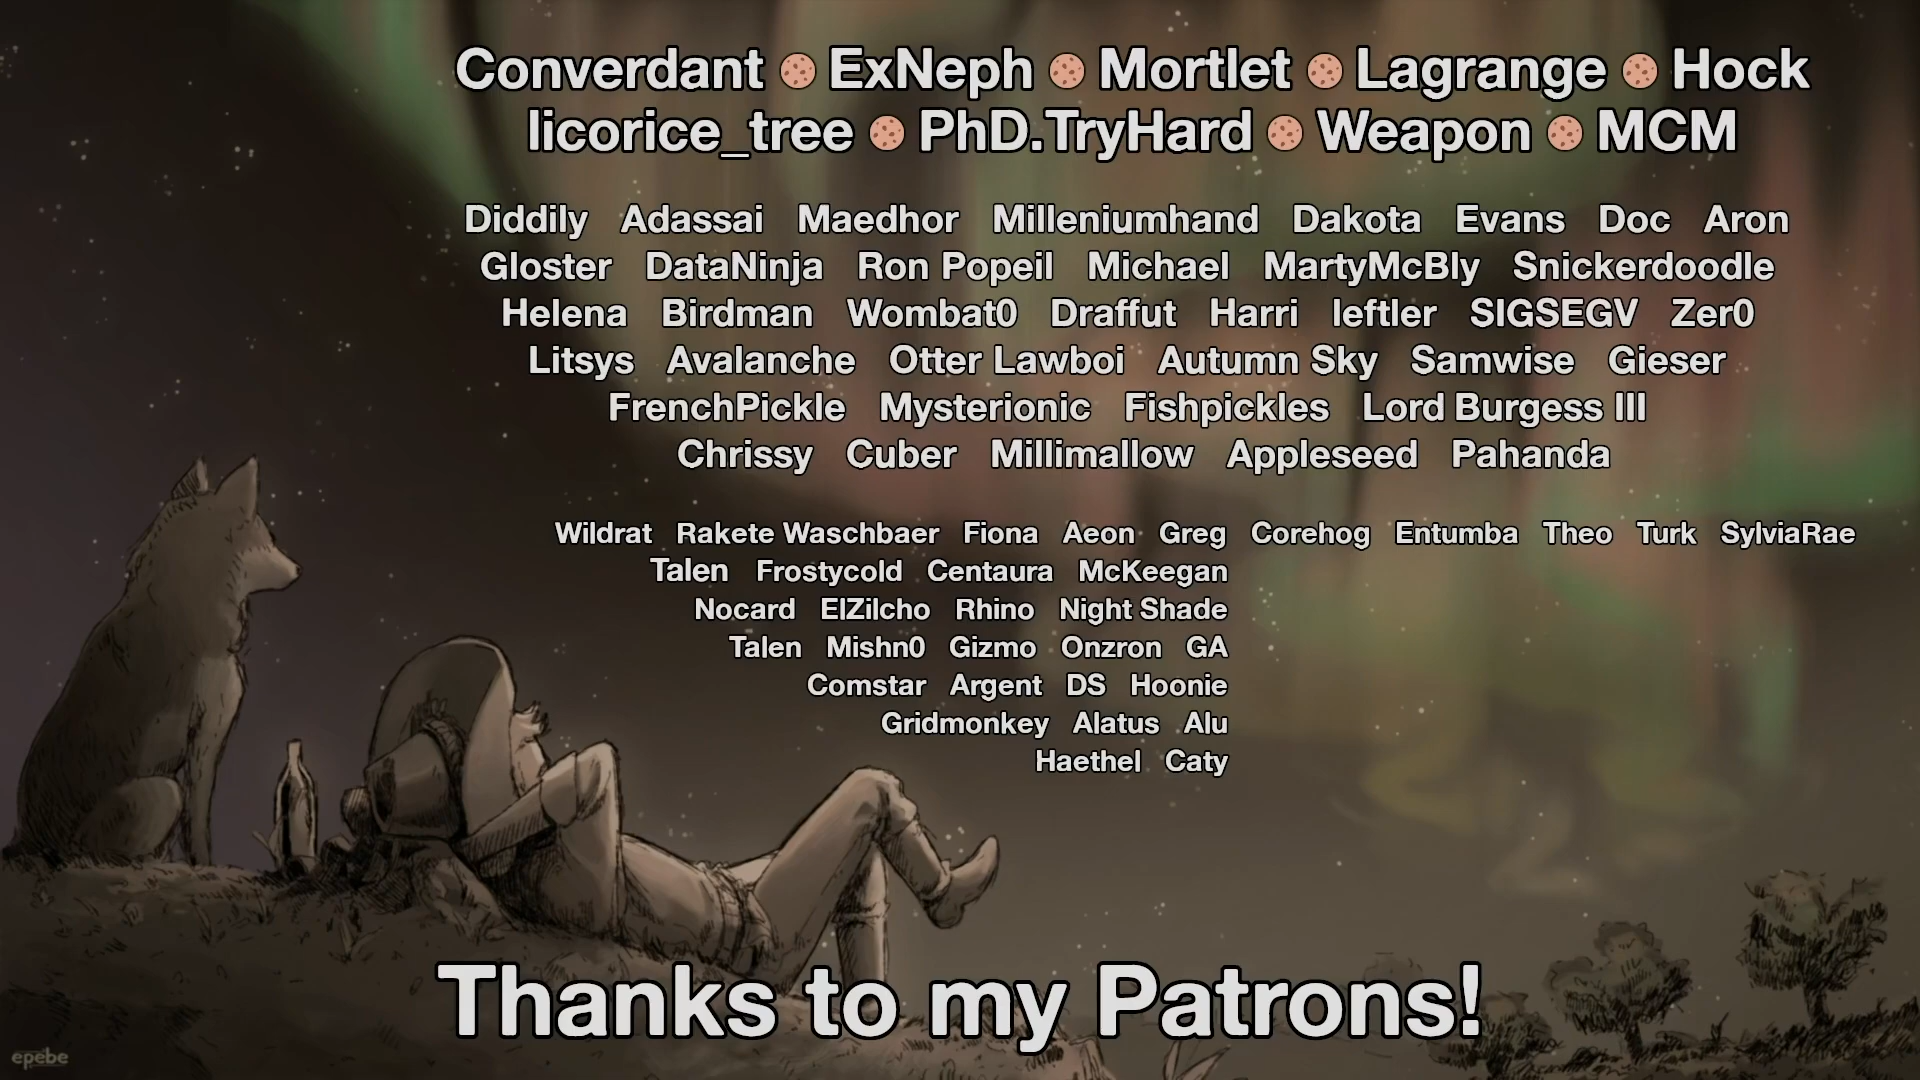 Converdant ExNeph Mortlet Lagrange Hock
licorice_tree PhD.TryHard Weapon MCM
Diddily Adassai Maedhor Milleniumhand Dakota Evans Doc Aron
Gloster DataNinja Ron Popeil Michael MartyMcBly Snickerdoodle
Helena Birdman Wombat0 Draffut Harri leftler SIGSEGV Zer0
Litsys Avalanche Otter Lawboi Autumn Sky Samwise Gieser
FrenchPickle Mysterionic Fishpickles Lord Burgess III
Chrissy Cuber Millimallow Appleseed Pahanda
Wildrat Rakete Waschbaer Fiona Aeon Greg Corehog Entumba Theo Turk SylviaRae
Talen Frostycold Centaura McKeegan
Nocard ElZilcho Rhino Night Shade
Talen Mishn0 Gizmo Onzron GA
Comstar Argent DS Hoonie
Gridmonkey Alatus Alu
Haethel Caty
Thanks to my Patrons!
epebe